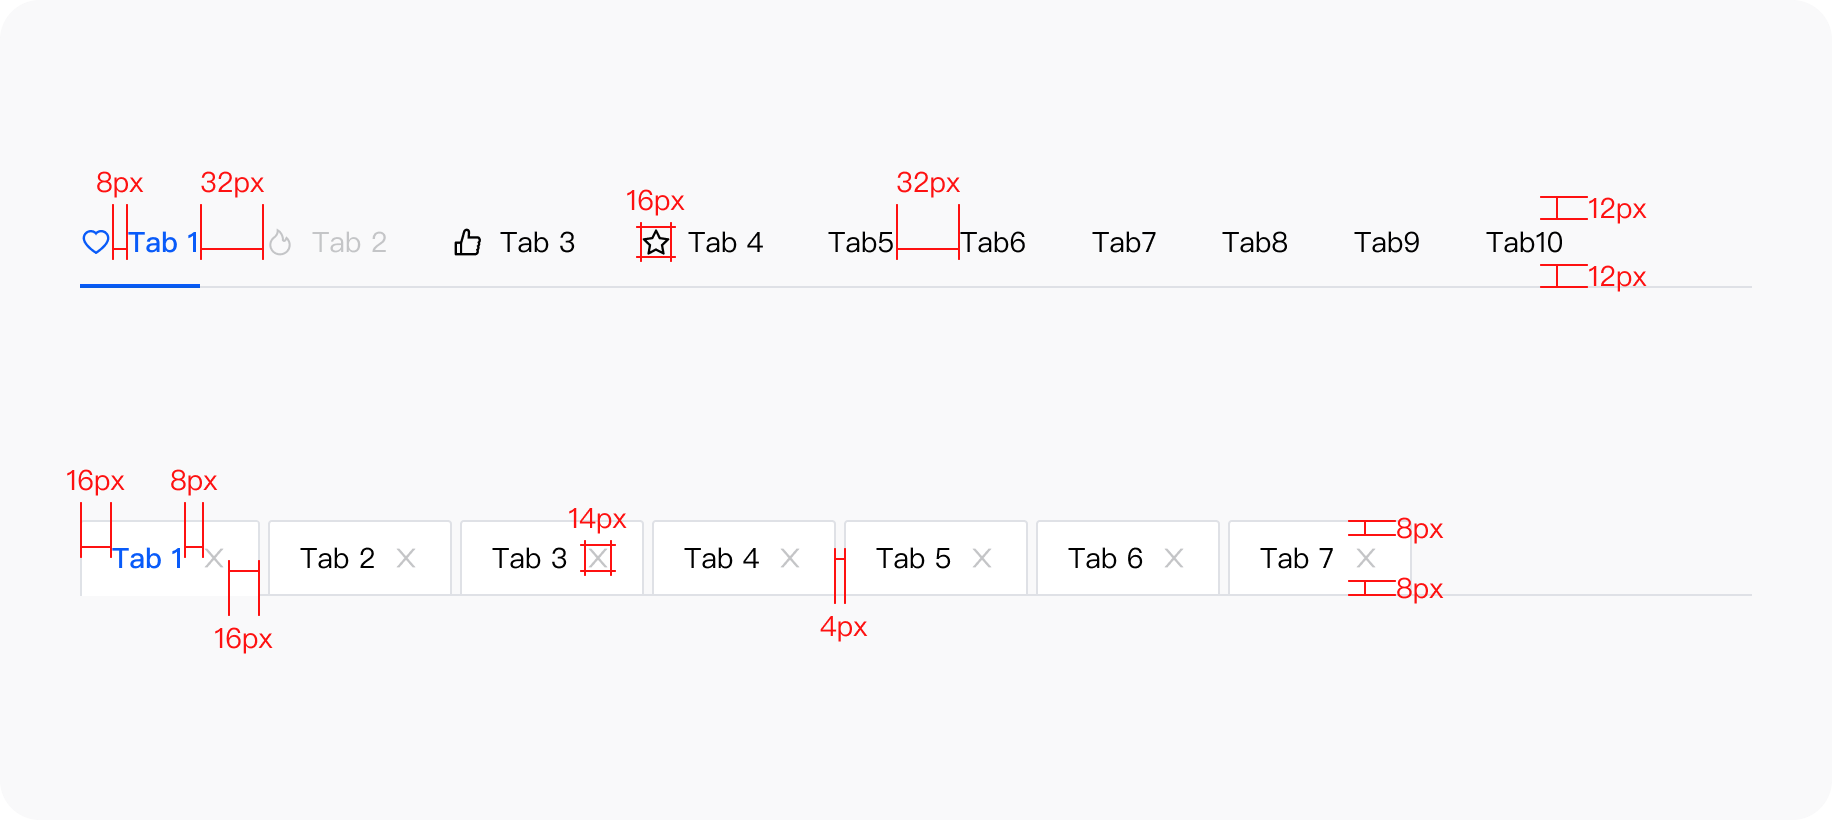 8px 32px 16px 32px 12px
Tab 1 Tab 2 Tab 3 Tab 4 Tab5 Tab6 Tab7 Tab8 Tab9 Tab10
12px
16px 8px 14px 8px
Tab 1 Tab 2 Tab 3 Tab 4 Tab 5 Tab 6 Tab 7
8px
16px 4px